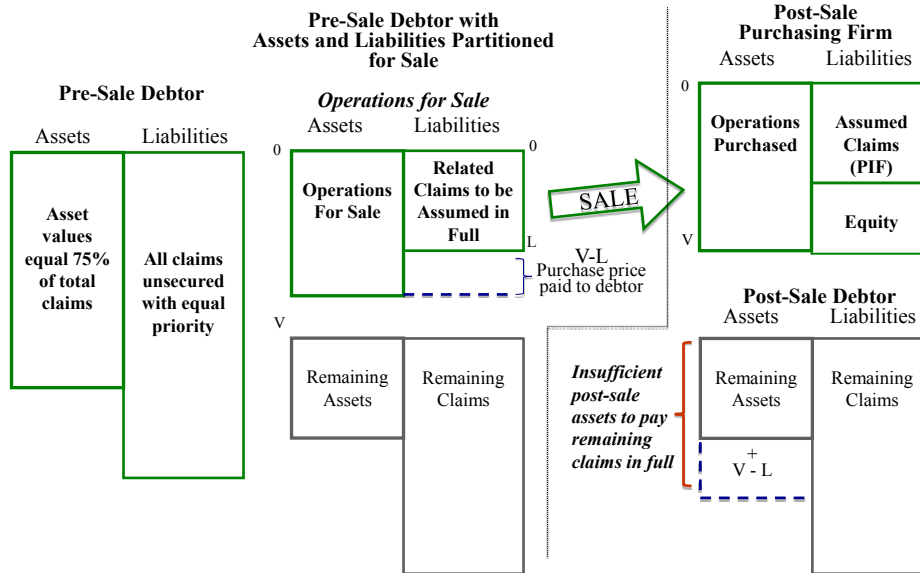 Pre-Sale Debtor
Assets
Liabilities
Asset
values
equal 75%
of total
claims
All claims
unsecured
with equal
priority
Pre-Sale Debtor with
Assets and Liabilities Partitioned
for Sale
Operations for Sale
Assets
Liabilities
0
0
Operations
For Sale
Related
Claims to be
Assumed in
Full
L
V-L
Purchase price
paid to debtor
V
Remaining
Assets
Remaining
Claims
SALE
Post-Sale
Purchasing Firm
Assets
Liabilities
0
Operations
Purchased
Assumed
Claims
(PIF)
Equity
V
Post-Sale Debtor
Assets
Liabilities
Insufficient
post-sale
assets to pay
remaining
claims in full
Remaining
Assets
+
V - L
Remaining
Claims